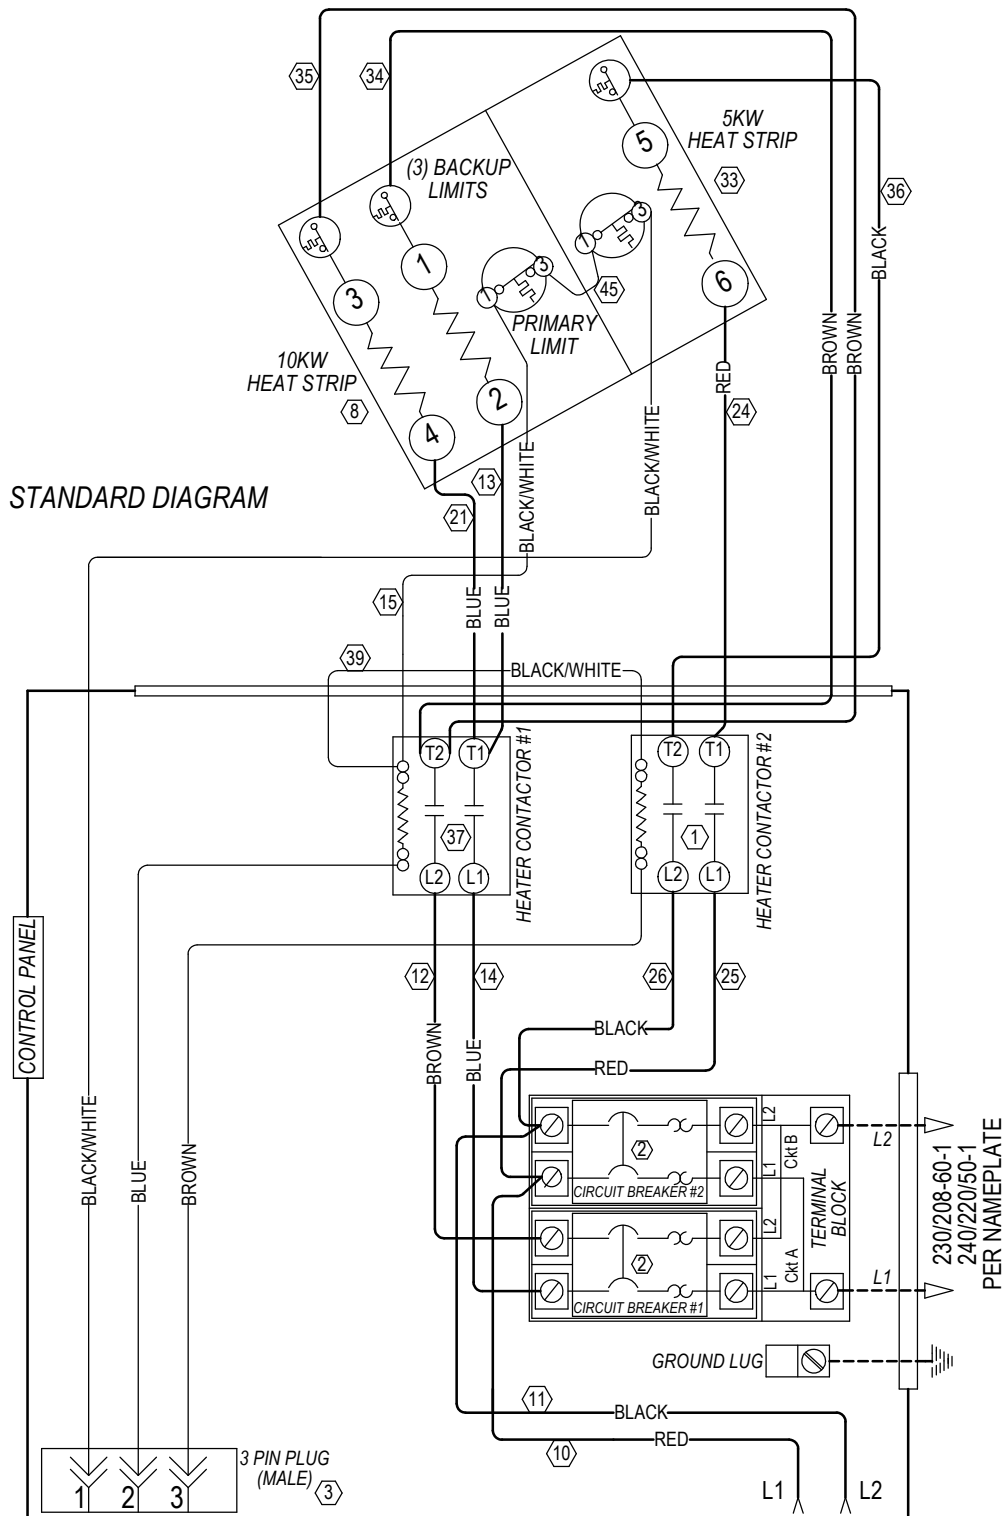 35
34
5KW
HEAT STRIP
33
36
(3) BACKUP
LIMITS
BLACK
5
3
1
1
3
3
1
45
6
PRIMARY
LIMIT
BROWN
BROWN
10KW
HEAT STRIP
8
2
4
RED
24
BLACK/WHITE
BLACK/WHITE
STANDARD DIAGRAM
13
21
15
BLUE
BLUE
39
BLACK/WHITE
T2
T1
HEATER CONTACTOR #1
T2
T1
HEATER CONTACTOR #2
37
1
L2
L1
L2
L1
CONTROL PANEL
12
14
26
25
BROWN
BLUE
BLACK
RED
BLACK/WHITE
BLUE
BROWN
2
CIRCUIT BREAKER #2
L2
L1
Ckt B
TERMINAL
BLOCK
L2
2
CIRCUIT BREAKER #1
L2
L1
Ckt A
L1
230/208-60-1
240/220/50-1
PER NAMEPLATE
GROUND LUG
11
BLACK
10
RED
3 PIN PLUG
(MALE)
3
1
2
3
L1
L2